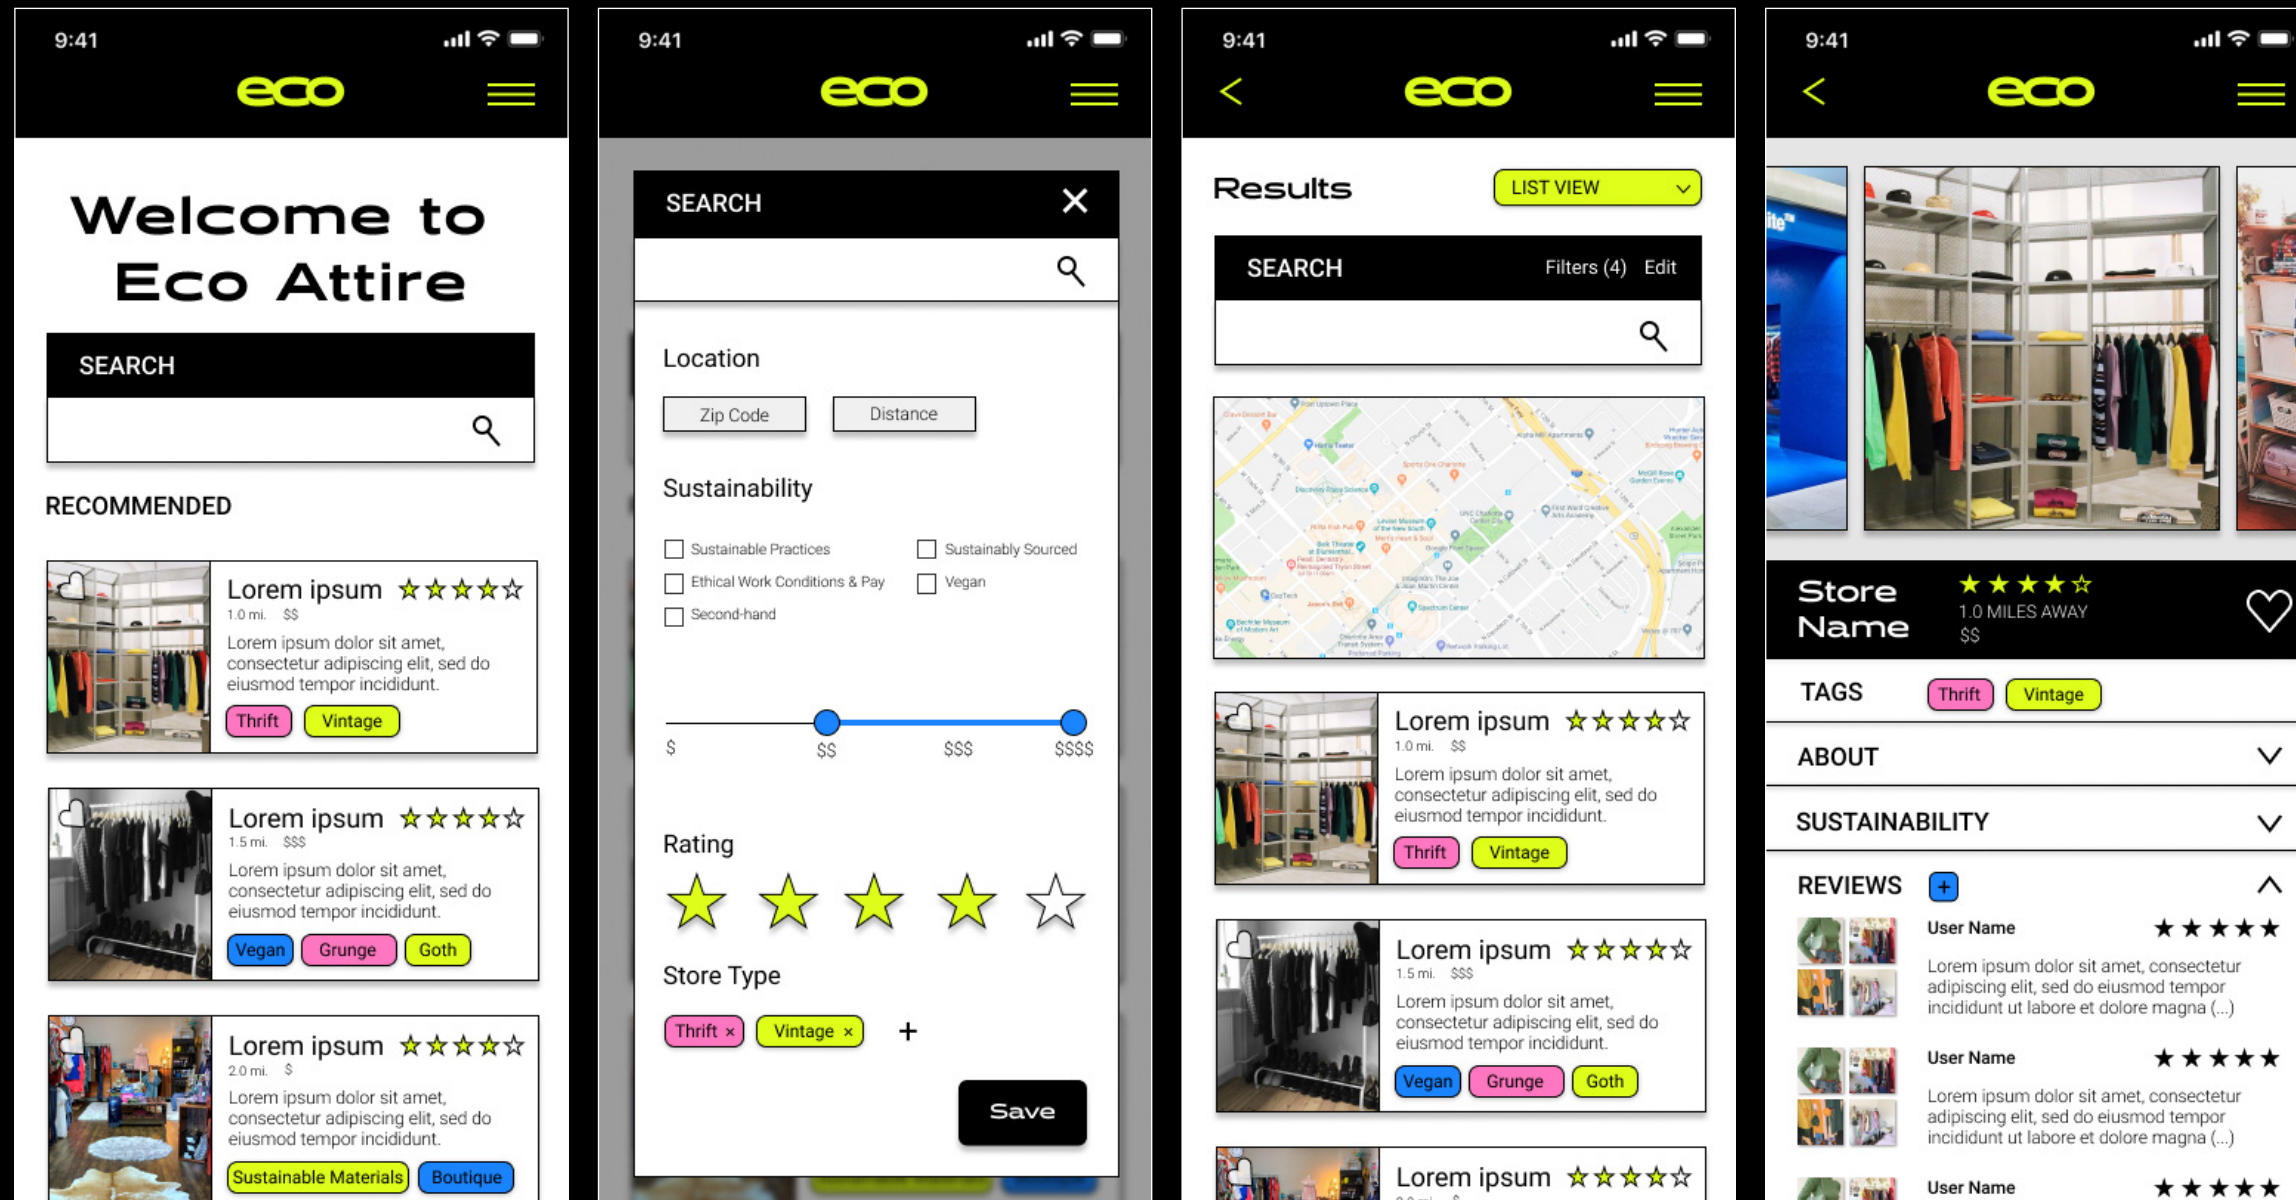 9:41
eco
Welcome to
Eco Attire
SEARCH
RECOMMENDED
Lorem ipsum
1.0 mi. $$
Lorem ipsum dolor sit amet,
consectetur adipiscing elit, sed do
eiusmod tempor incididunt.
Thrift Vintage
Lorem ipsum
1.5 mi. $$$
Lorem ipsum dolor sit amet,
consectetur adipiscing elit, sed do
eiusmod tempor incididunt.
Vegan Grunge Goth
Lorem ipsum
2.0 mi. $
Lorem ipsum dolor sit amet,
consectetur adipiscing elit, sed do
eiusmod tempor incididunt.
Sustainable Materials Boutique
9:41
eco
SEARCH
Location
Zip Code Distance
Sustainability
Sustainable Practices Sustainably Sourced
Ethical Work Conditions & Pay Vegan
Second-hand
$ $$ $$$ $$$$
Rating
Store Type
Thrift × Vintage × +
Save
9:41
eco
Results LIST VIEW
SEARCH Filters (4) Edit
Discovery Place Science
Sports One Charlotte
Spectrum Center
Lorem ipsum
1.0 mi. $$
Lorem ipsum dolor sit amet,
consectetur adipiscing elit, sed do
eiusmod tempor incididunt.
Thrift Vintage
Lorem ipsum
1.5 mi. $$$
Lorem ipsum dolor sit amet,
consectetur adipiscing elit, sed do
eiusmod tempor incididunt.
Vegan Grunge Goth
Lorem ipsum
9:41
eco
Store
Name
1.0 MILES AWAY
$$
TAGS Thrift Vintage
ABOUT
SUSTAINABILITY
REVIEWS +
User Name
Lorem ipsum dolor sit amet, consectetur
adipiscing elit, sed do eiusmod tempor
incididunt ut labore et dolore magna (...)
User Name
Lorem ipsum dolor sit amet, consectetur
adipiscing elit, sed do eiusmod tempor
incididunt ut labore et dolore magna (...)
User Name